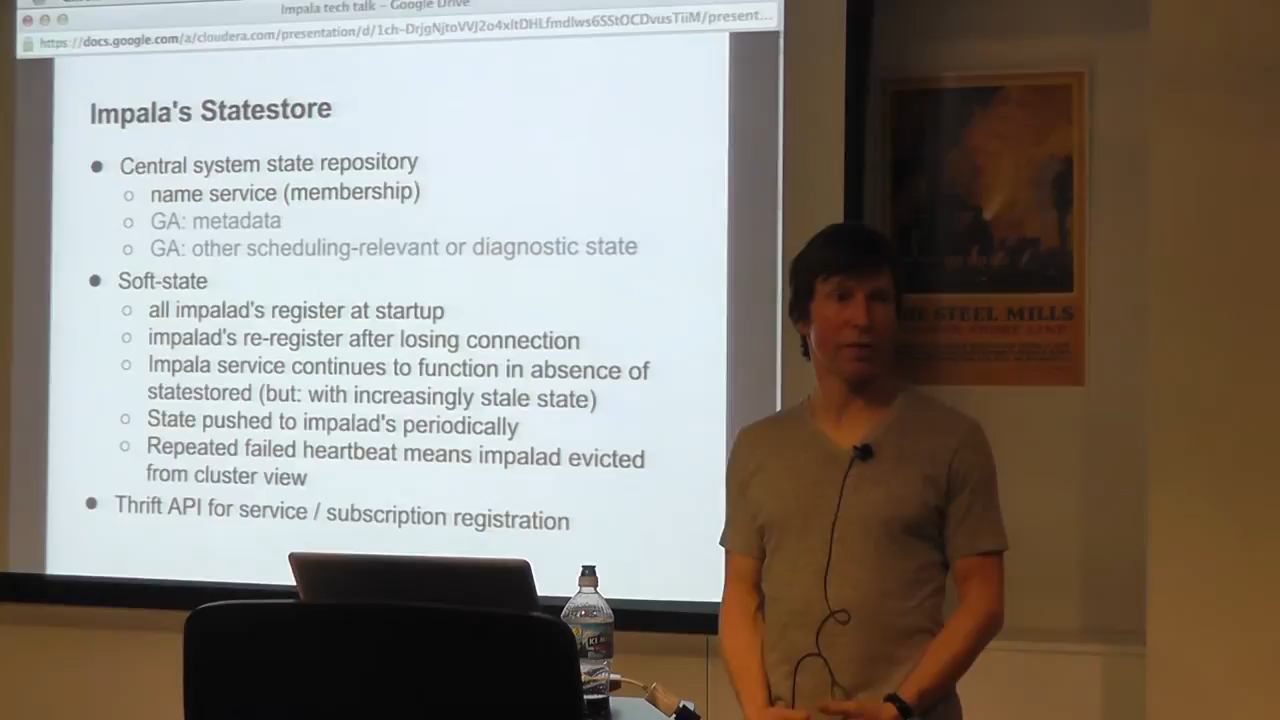 Impala tech talk – Google Drive
https://docs.google.com/a/cloudera.com/presentation/d/1ch-DrjgNjtoVVJ2o4xltDHLfmdlws6SStOCDvusTiiM/present...
Impala's Statestore
● Central system state repository
○ name service (membership)
○ GA: metadata
○ GA: other scheduling-relevant or diagnostic state
● Soft-state
○ all impalad's register at startup
○ impalad's re-register after losing connection
○ Impala service continues to function in absence of
statestored (but: with increasingly stale state)
○ State pushed to impalad's periodically
○ Repeated failed heartbeat means impalad evicted
from cluster view
● Thrift API for service / subscription registration
STEEL MILLS